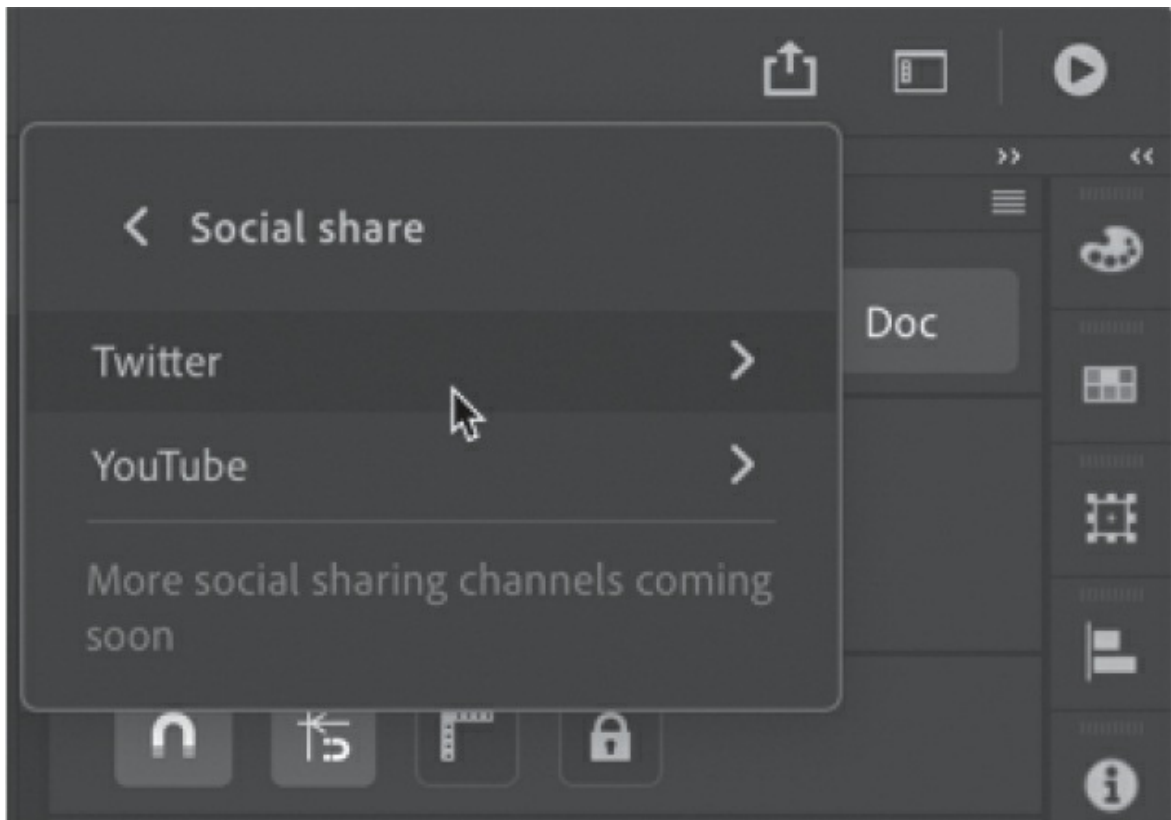 Social share
Doc
Twitter
YouTube
More social sharing channels coming
soon